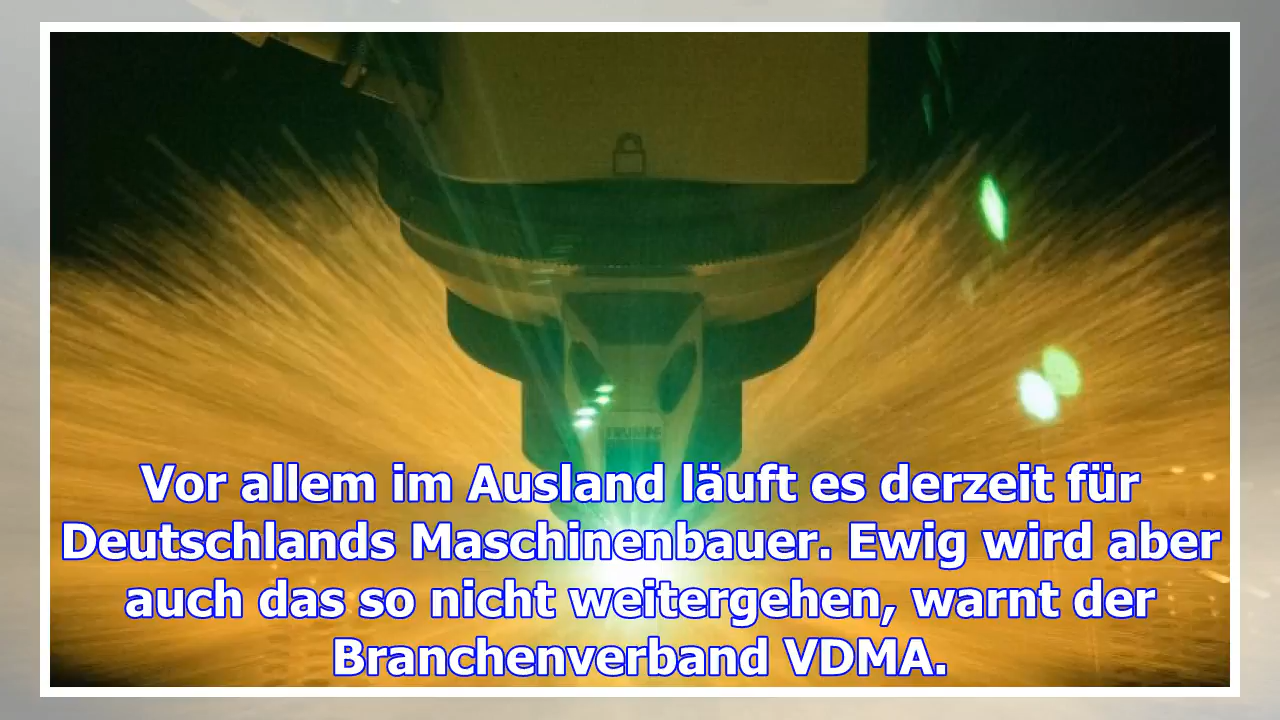 TRUMPF
Vor allem im Ausland läuft es derzeit für
Deutschlands Maschinenbauer. Ewig wird aber
auch das so nicht weitergehen, warnt der
Branchenverband VDMA.